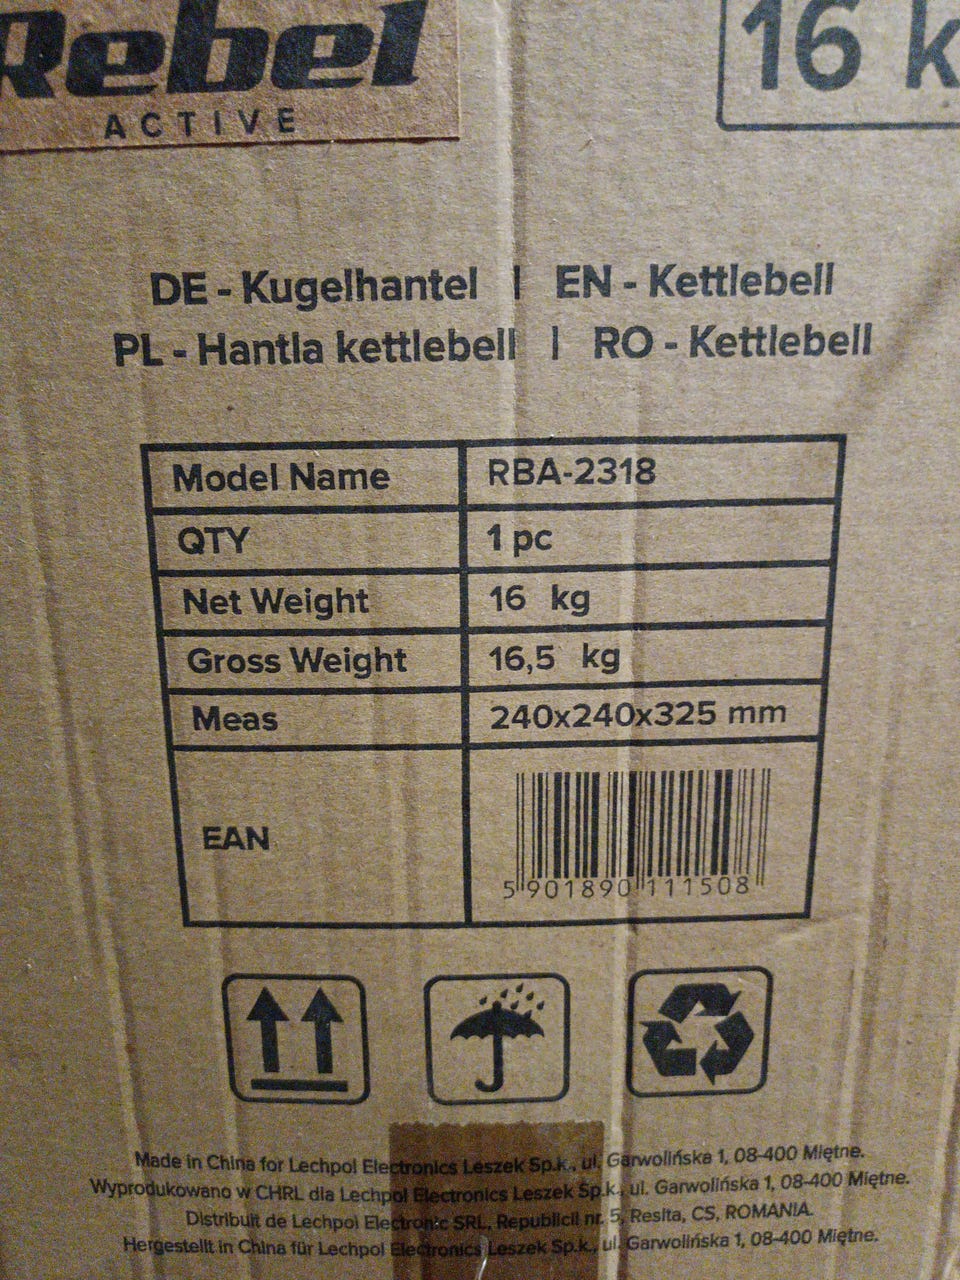 Rebel
ACTIVE
16 k
DE - Kugelhantel | EN - Kettlebell
PL - Hantla kettlebell | RO - Kettlebell
Model Name RBA-2318
QTY 1 pc
Net Weight 16 kg
Gross Weight 16,5 kg
Meas 240x240x325 mm
EAN
5 901890 111508
Made in China for Lechpol Electronics Leszek Sp.k., ul. Garwolińska 1, 08-400 Miętne.
Wyprodukowano w CHRL dla Lechpol Electronics Leszek Sp.k., ul. Garwolińska 1, 08-400 Miętne.
Distribuit de Lechpol Electronic SRL, Republicii nr. 5, Resita, CS, ROMANIA.
Hergestellt in China für Lechpol Electronics Leszek Sp.k., ul. Garwolińska 1, 08-400 Miętne.